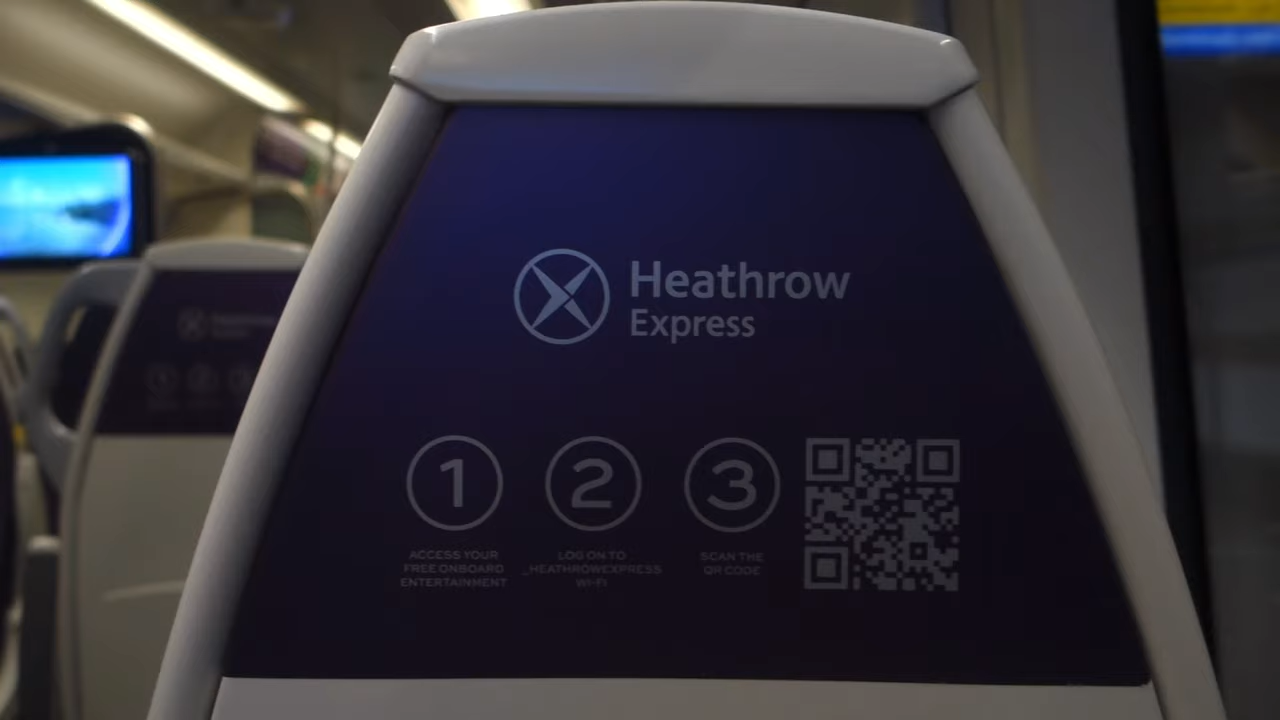 Heathrow
Express
1
2
3
ACCESS YOUR
FREE ONBOARD
ENTERTAINMENT
LOG ON TO
_HEATHROWEXPRESS
WI-FI
SCAN THE
QR CODE